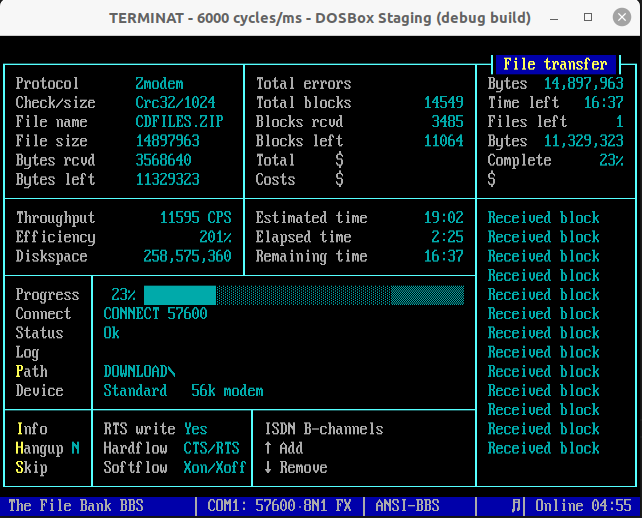 TERMINAT - 6000 cycles/ms - DOSBox Staging (debug build)
File transfer
Protocol Zmodem
Check/size Crc32/1024
File name CDFILES.ZIP
File size 14897963
Bytes rcvd 3568640
Bytes left 11329323
Total errors
Total blocks 14549
Blocks rcvd 3485
Blocks left 11064
Total $
Costs $
Bytes 14,897,963
Time left 16:37
Files left 1
Bytes 11,329,323
Complete 23%
$
Throughput 11595 CPS
Efficiency 201%
Diskspace 258,575,360
Estimated time 19:02
Elapsed time 2:25
Remaining time 16:37
Received block
Received block
Received block
Received block
Received block
Received block
Received block
Received block
Received block
Received block
Received block
Received block
Received block
Progress 23%
Connect CONNECT 57600
Status Ok
Log
Path DOWNLOAD\
Device Standard 56k modem
Info
Hangup N
Skip
RTS write Yes
Hardflow CTS/RTS
Softflow Xon/Xoff
ISDN B-channels
↑ Add
↓ Remove
The File Bank BBS COM1: 57600·8N1 FX ANSI-BBS ♬ Online 04:55